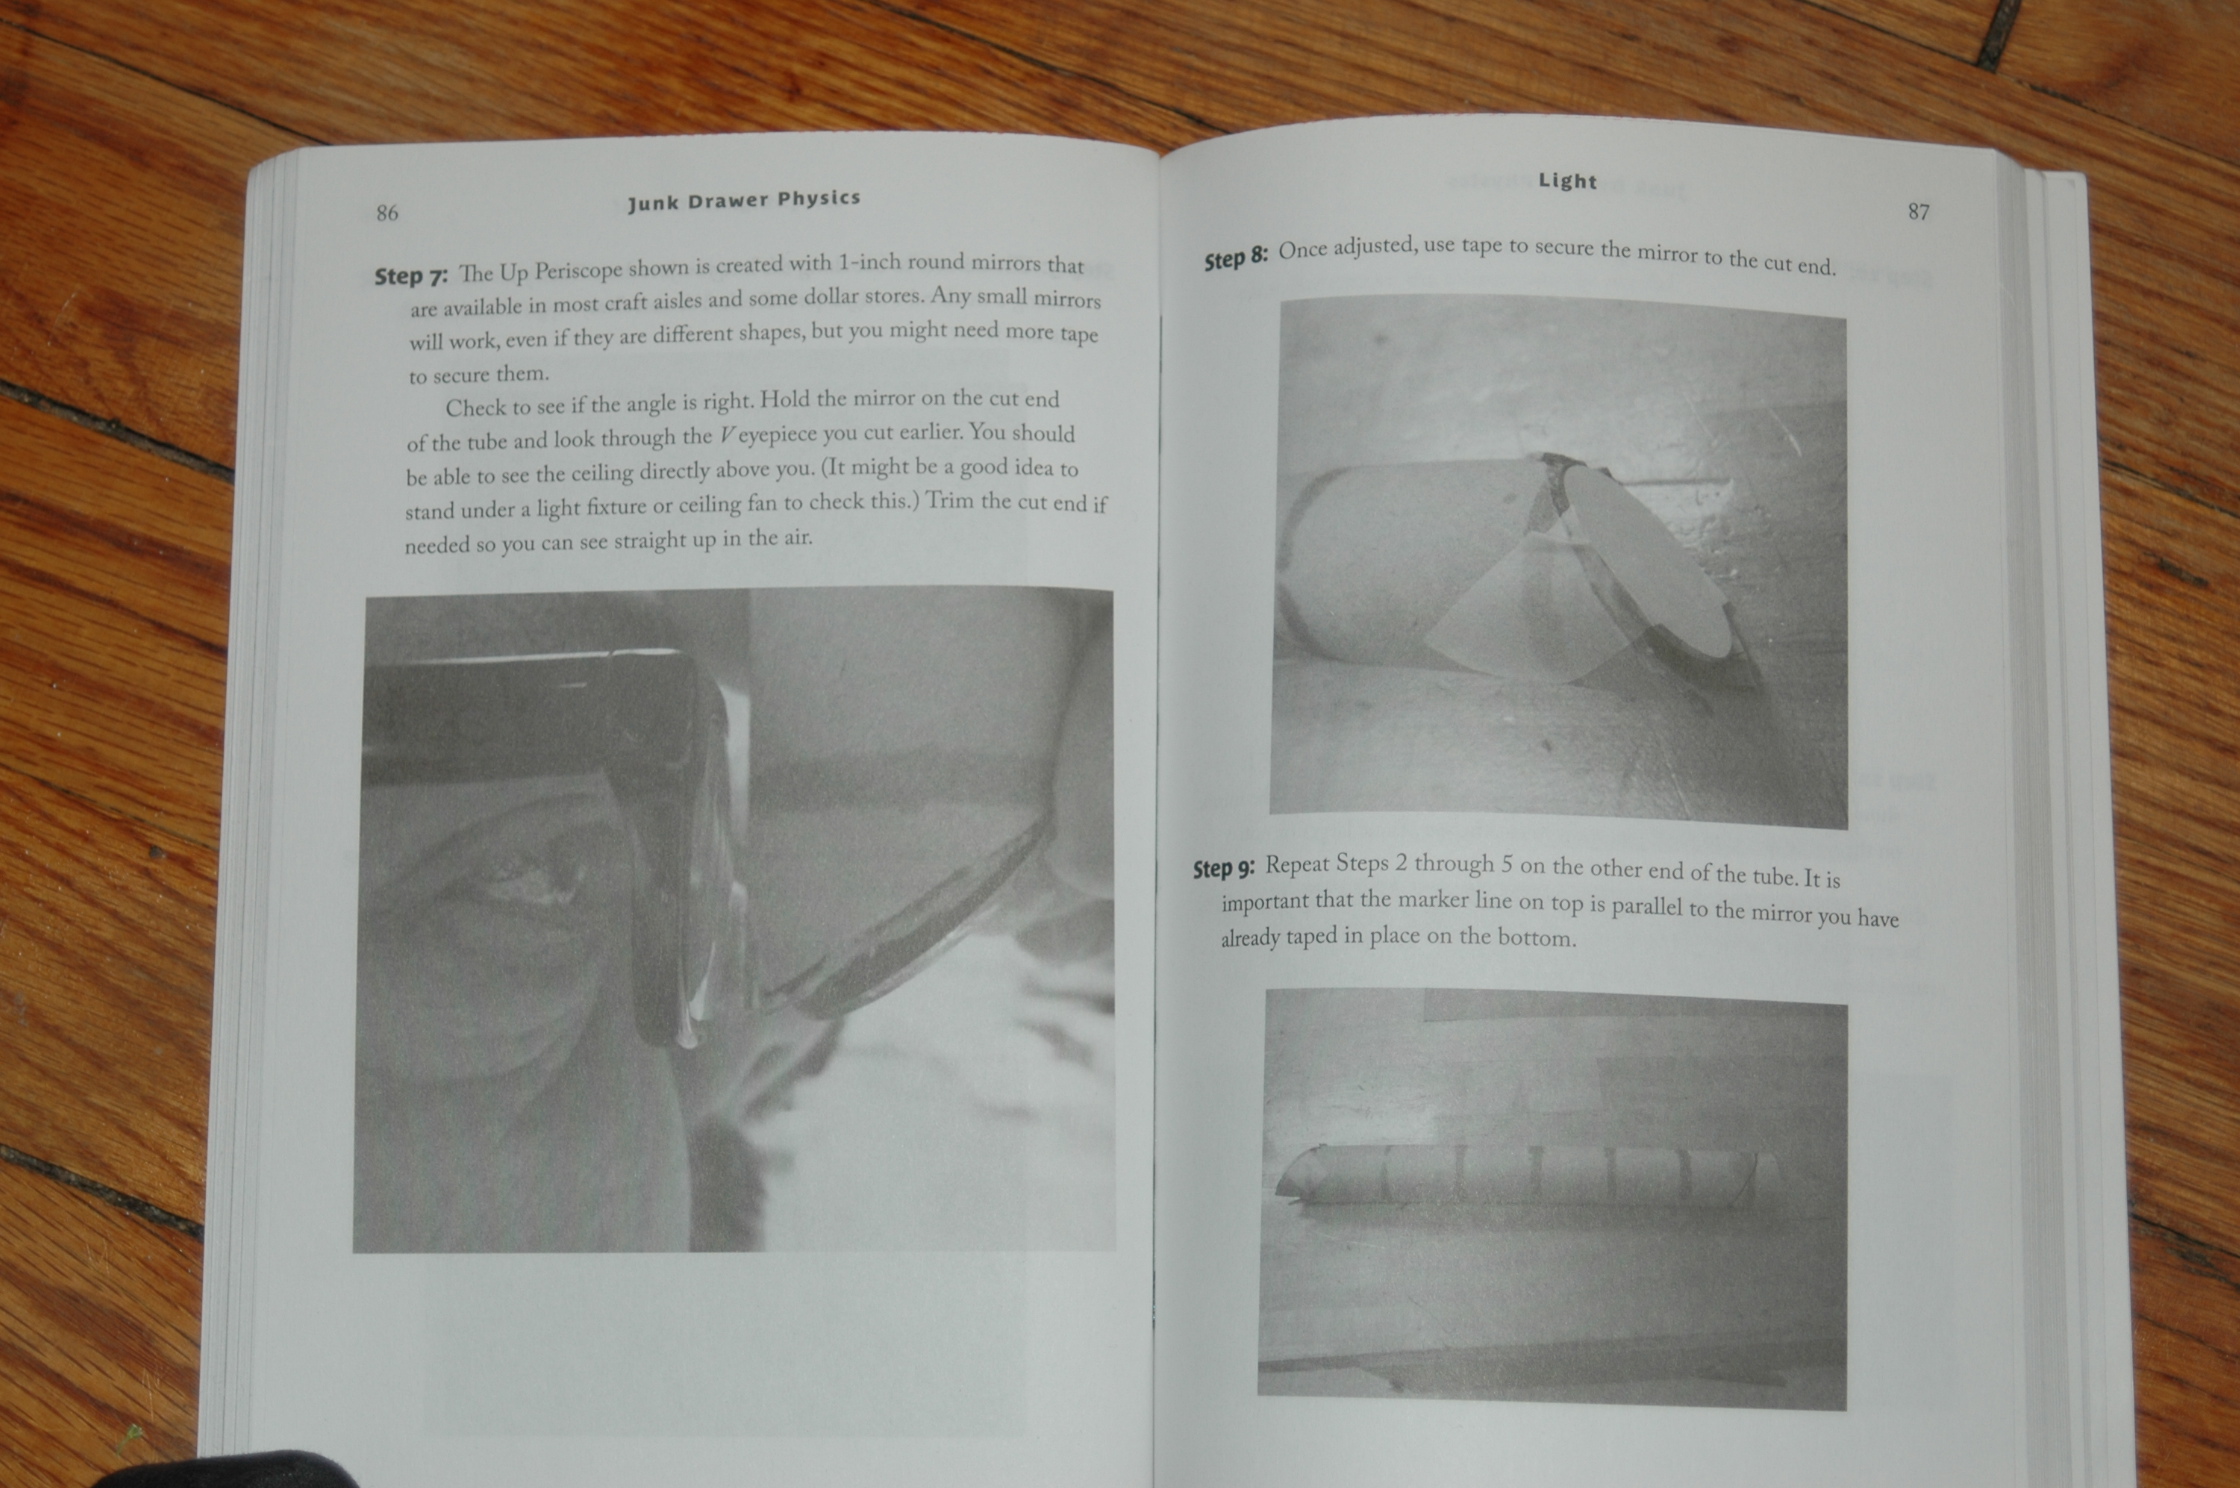 86
Junk Drawer Physics
Step 7: The Up Periscope shown is created with 1-inch round mirrors that
are available in most craft aisles and some dollar stores. Any small mirrors
will work, even if they are different shapes, but you might need more tape
to secure them.
Check to see if the angle is right. Hold the mirror on the cut end
of the tube and look through the V eyepiece you cut earlier. You should
be able to see the ceiling directly above you. (It might be a good idea to
stand under a light fixture or ceiling fan to check this.) Trim the cut end if
needed so you can see straight up in the air.
Light
87
Step 8: Once adjusted, use tape to secure the mirror to the cut end.
Step 9: Repeat Steps 2 through 5 on the other end of the tube. It is
important that the marker line on top is parallel to the mirror you have
already taped in place on the bottom.